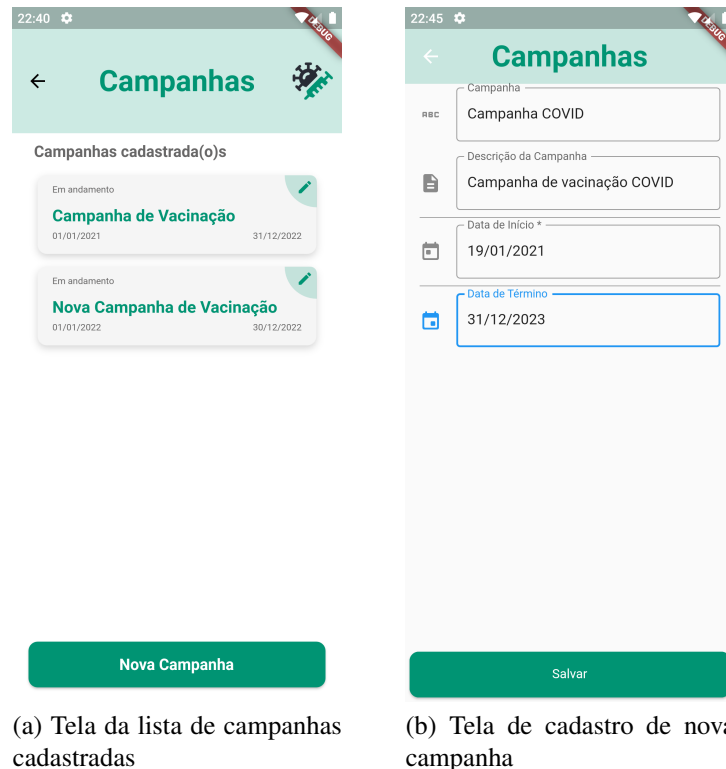 22:40
DEBUG
Campanhas
Campanhas cadastrada(o)s
Em andamento
Campanha de Vacinação
01/01/2021 31/12/2022
Em andamento
Nova Campanha de Vacinação
01/01/2022 30/12/2022
Nova Campanha
(a) Tela da lista de campanhas
cadastradas
22:45
DEBUG
Campanhas
Campanha
ABC
Campanha COVID
Descrição da Campanha
Campanha de vacinação COVID
Data de Início *
19/01/2021
Data de Término
31/12/2023
Salvar
(b) Tela de cadastro de nova
campanha